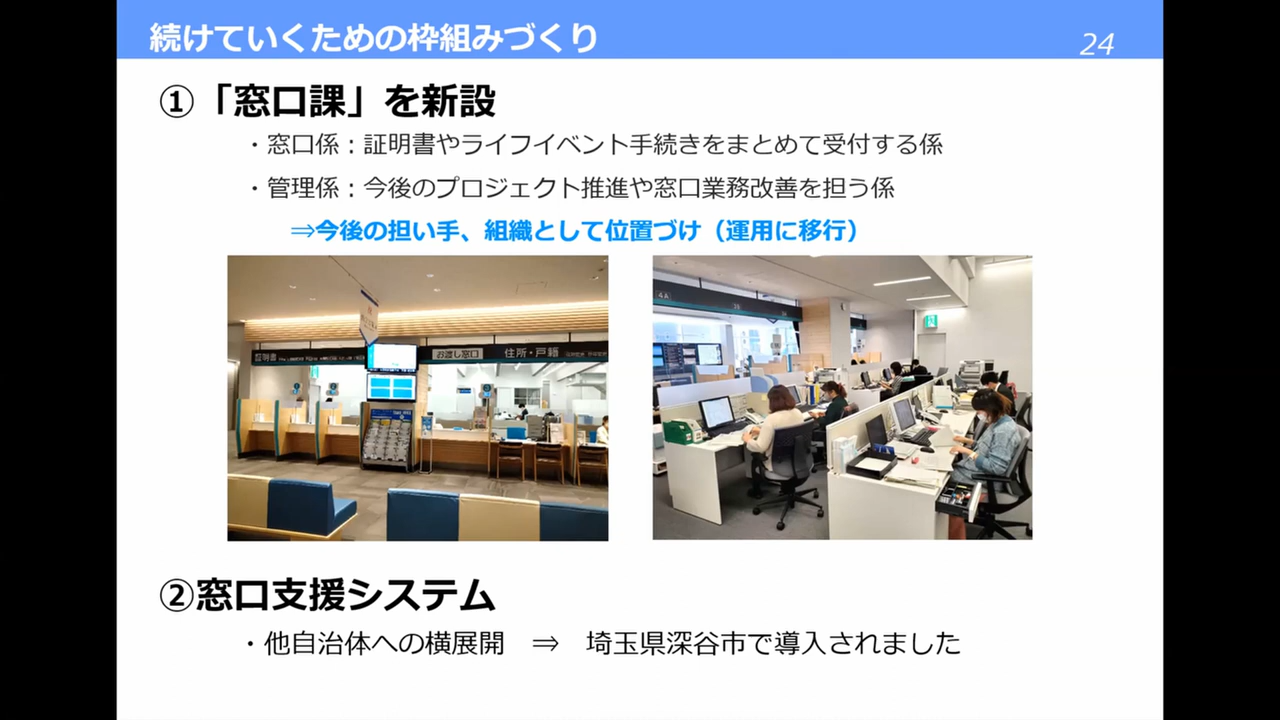 続けていくための枠組みづくり
24
①「窓口課」を新設
・窓口係：証明書やライフイベント手続きをまとめて受付する係
・管理係：今後のプロジェクト推進や窓口業務改善を担う係
⇒今後の担い手、組織として位置づけ（運用に移行）
証明書
お渡し窓口
住所・戸籍
②窓口支援システム
・他自治体への横展開　⇒　埼玉県深谷市で導入されました